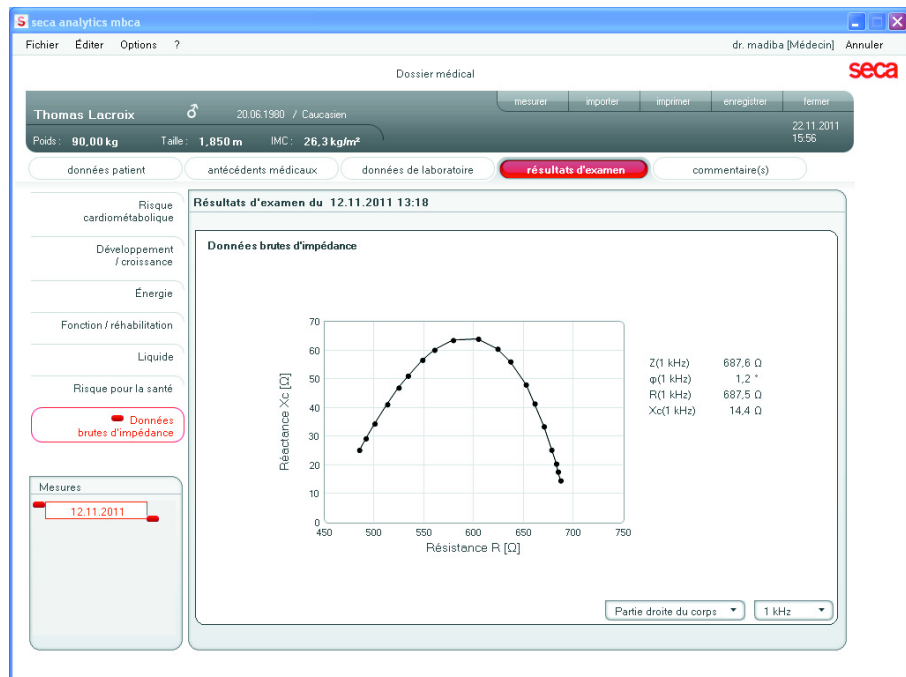 seca analytics mbca
Fichier Éditer Options ? dr. madiba [Médecin] Annuler
Dossier médical
seca
mesurer importer imprimer enregistrer fermer
Thomas Lacroix ♂ 20.06.1980 / Caucasien
22.11.2011
15:56
Poids : 90,00 kg Taille : 1,850 m IMC : 26,3 kg/m²
données patient antécédents médicaux données de laboratoire résultats d'examen commentaire(s)
Risque
cardiométabolique
Développement
/ croissance
Énergie
Fonction / réhabilitation
Liquide
Risque pour la santé
Données
brutes d'impédance
Mesures
12.11.2011
Résultats d'examen du 12.11.2011 13:18
Données brutes d'impédance
70
60
50
40
30
20
10
0
Réactance Xc [Ω]
450 500 550 600 650 700 750
Résistance R [Ω]
Z(1 kHz) 687,6 Ω
φ(1 kHz) 1,2 °
R(1 kHz) 687,5 Ω
Xc(1 kHz) 14,4 Ω
Partie droite du corps 1 kHz